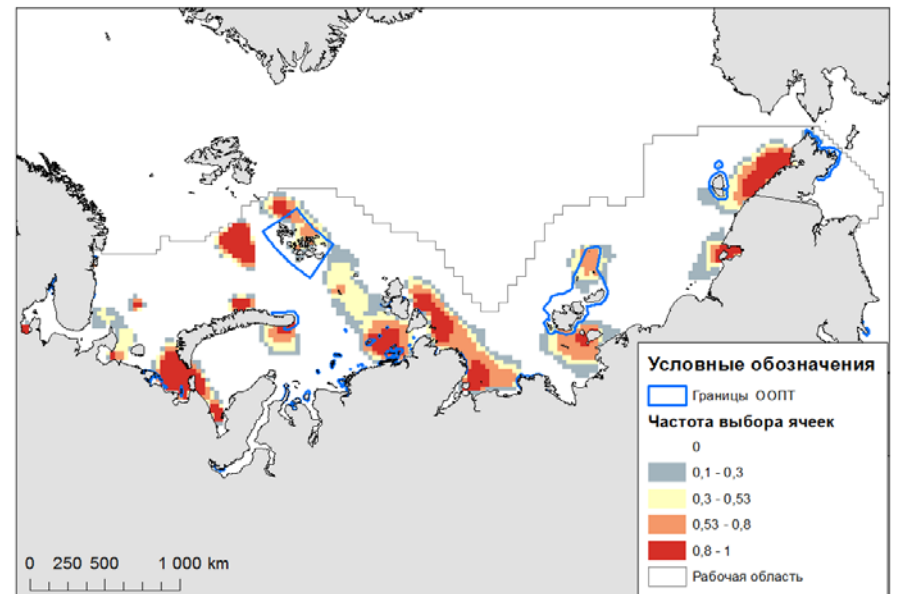 Условные обозначения
Границы ООПТ
Частота выбора ячеек
0
0,1 - 0,3
0,3 - 0,53
0,53 - 0,8
0,8 - 1
Рабочая область
0 250 500 1 000 km